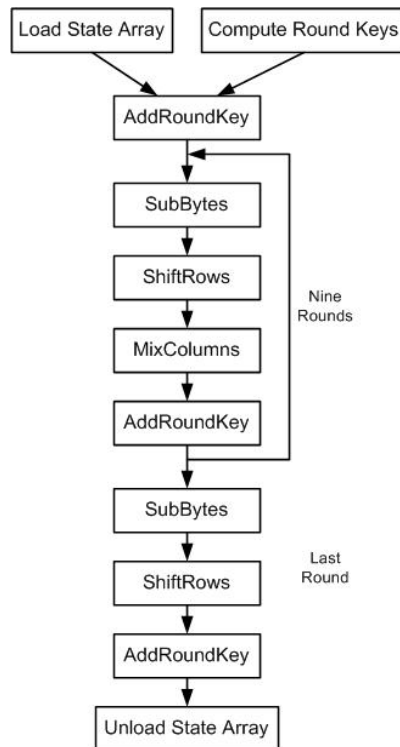 Load State Array
Compute Round Keys
AddRoundKey
SubBytes
ShiftRows
Nine
Rounds
MixColumns
AddRoundKey
SubBytes
Last
Round
ShiftRows
AddRoundKey
Unload State Array